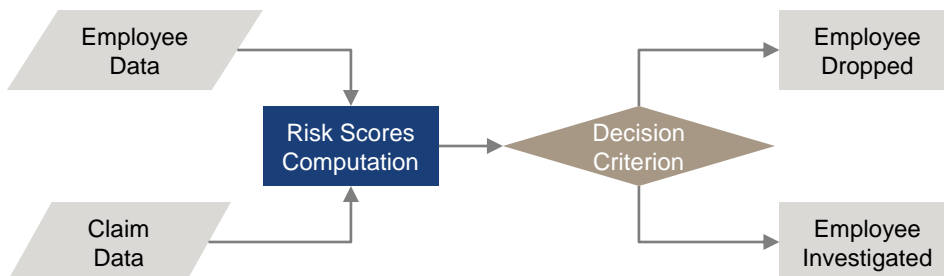 Employee
Data
Risk Scores
Computation
Claim
Data
Decision
Criterion
Employee
Dropped
Employee
Investigated